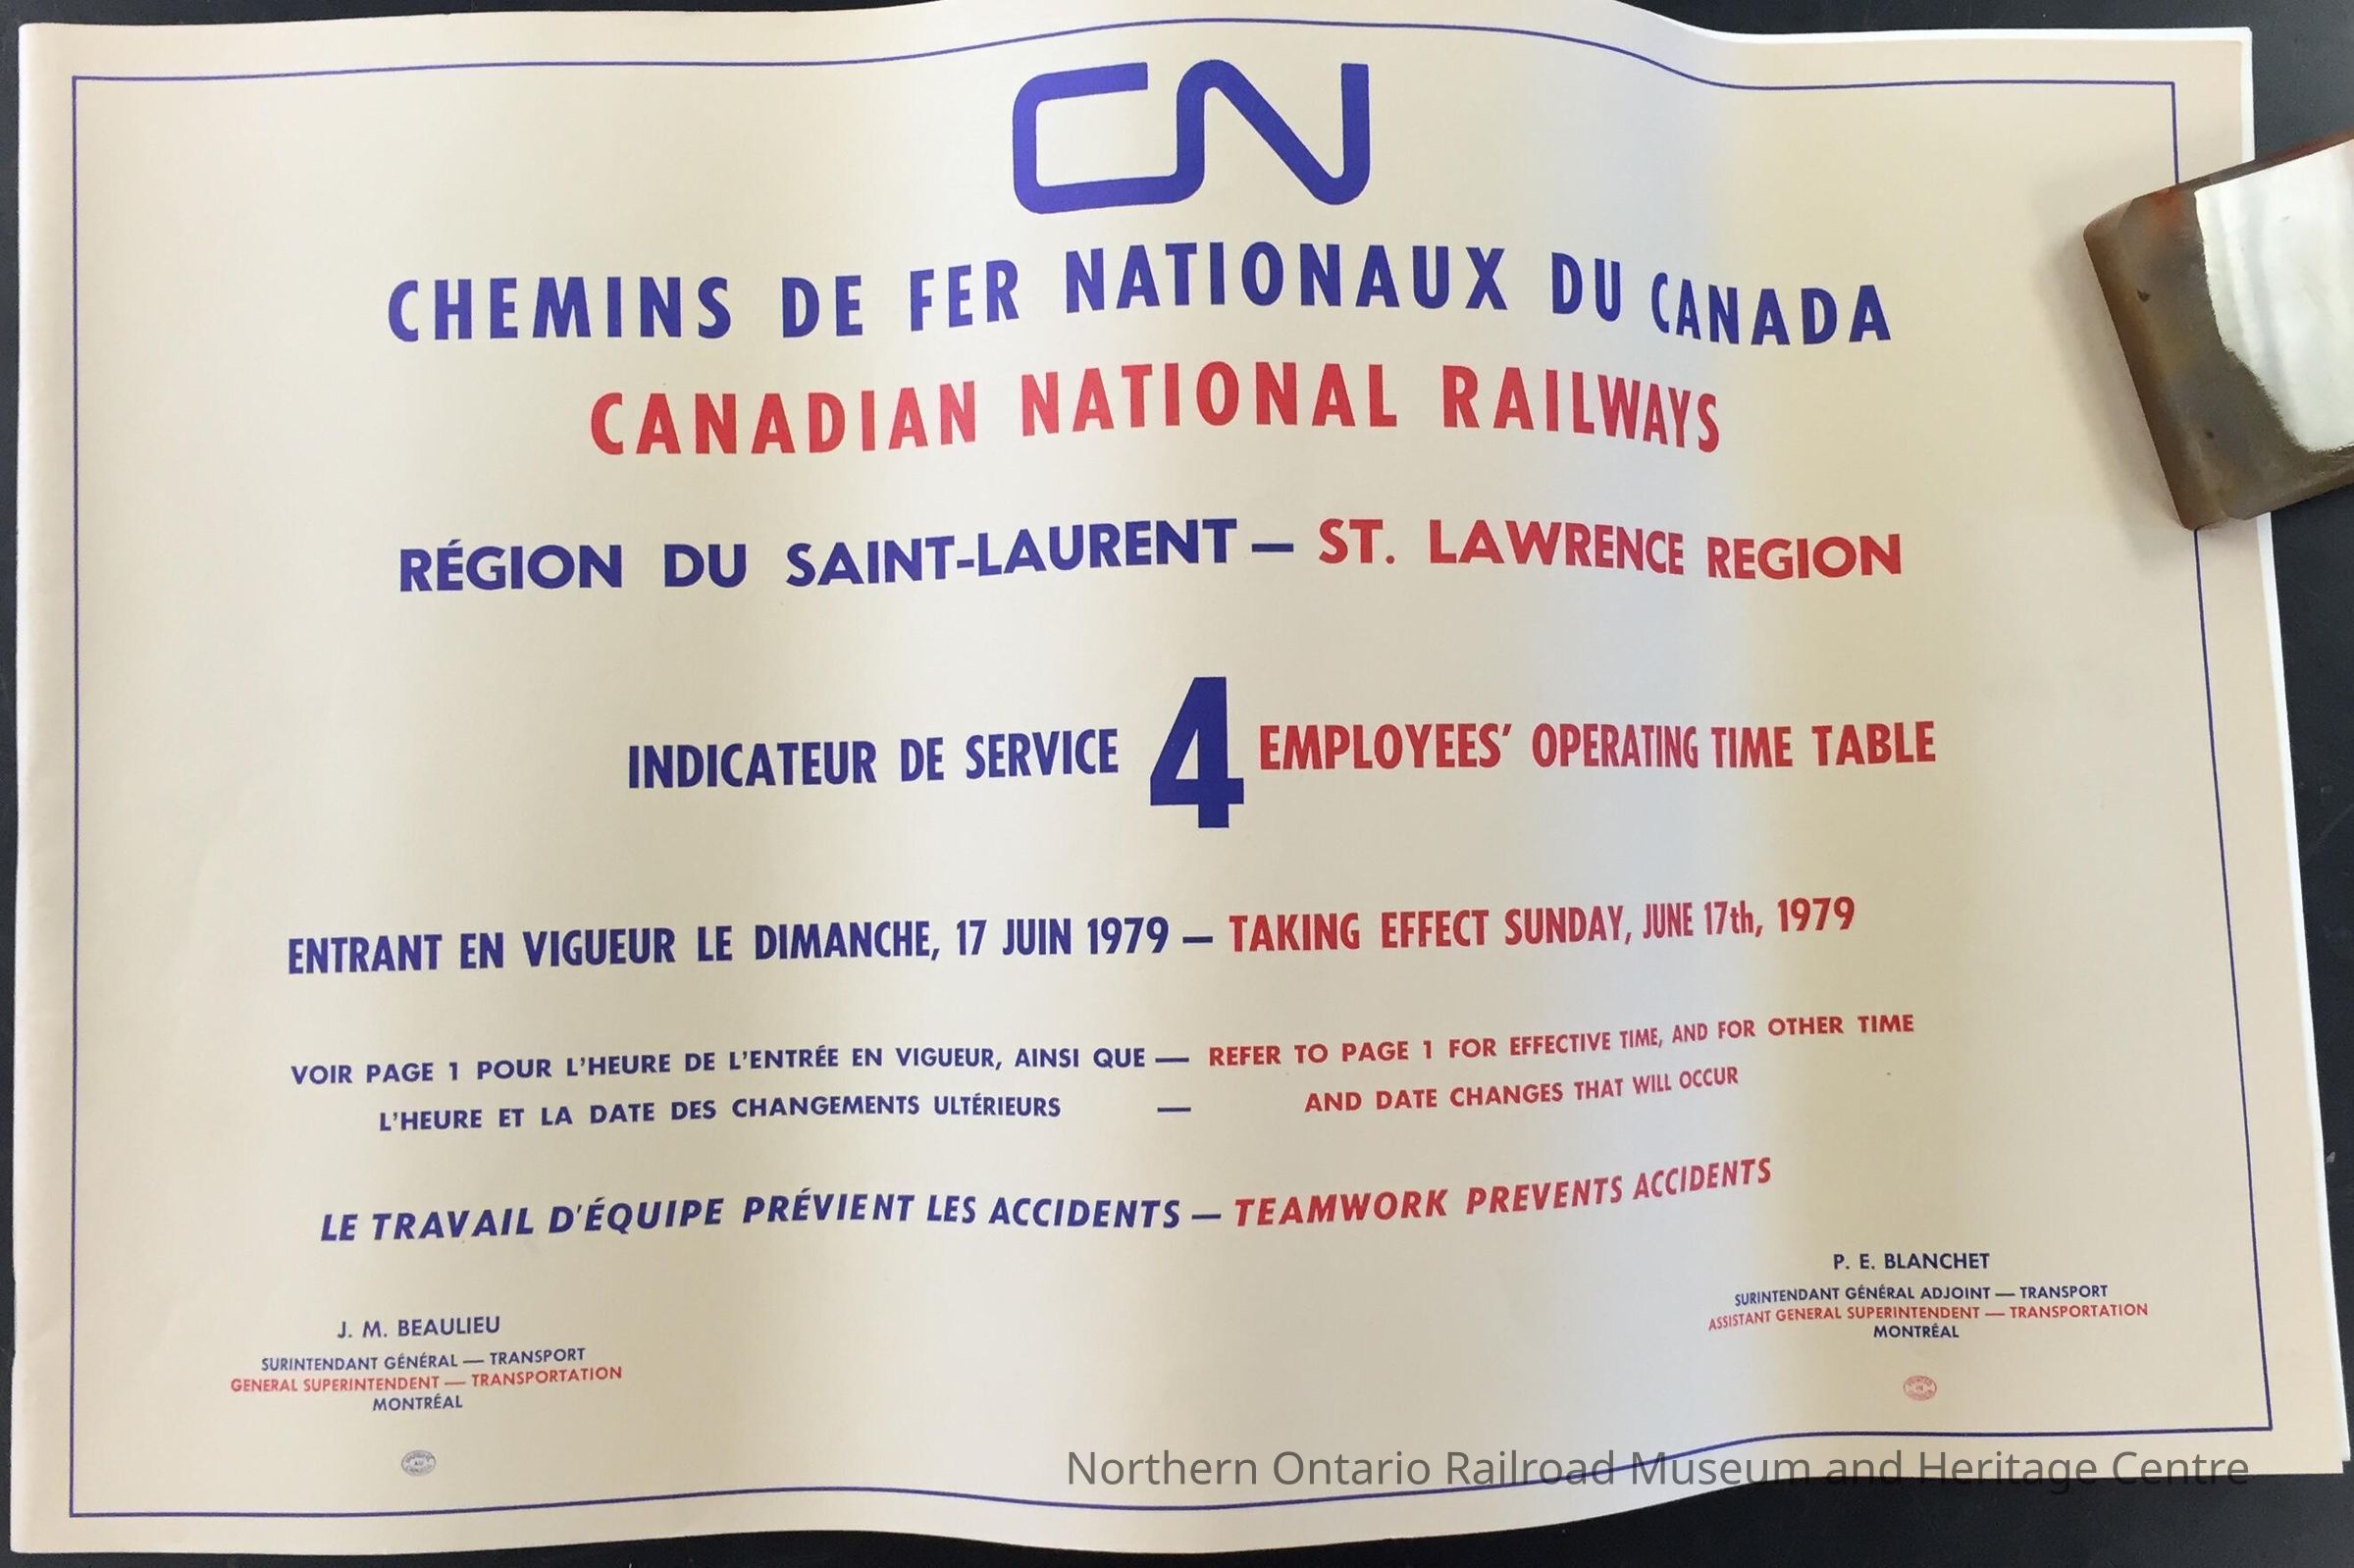 CN
CHEMINS DE FER NATIONAUX DU CANADA
CANADIAN NATIONAL RAILWAYS
RÉGION DU SAINT-LAURENT — ST. LAWRENCE REGION
INDICATEUR DE SERVICE 4 EMPLOYEES' OPERATING TIME TABLE
ENTRANT EN VIGUEUR LE DIMANCHE, 17 JUIN 1979 — TAKING EFFECT SUNDAY, JUNE 17th, 1979
VOIR PAGE 1 POUR L'HEURE DE L'ENTRÉE EN VIGUEUR, AINSI QUE — REFER TO PAGE 1 FOR EFFECTIVE TIME, AND FOR OTHER TIME
L'HEURE ET LA DATE DES CHANGEMENTS ULTÉRIEURS — AND DATE CHANGES THAT WILL OCCUR
LE TRAVAIL D'ÉQUIPE PRÉVIENT LES ACCIDENTS — TEAMWORK PREVENTS ACCIDENTS
J. M. BEAULIEU
SURINTENDANT GÉNÉRAL — TRANSPORT
GENERAL SUPERINTENDENT — TRANSPORTATION
MONTRÉAL
P. E. BLANCHET
SURINTENDANT GÉNÉRAL ADJOINT — TRANSPORT
ASSISTANT GENERAL SUPERINTENDENT — TRANSPORTATION
MONTRÉAL
Northern Ontario Railroad Museum and Heritage Centre